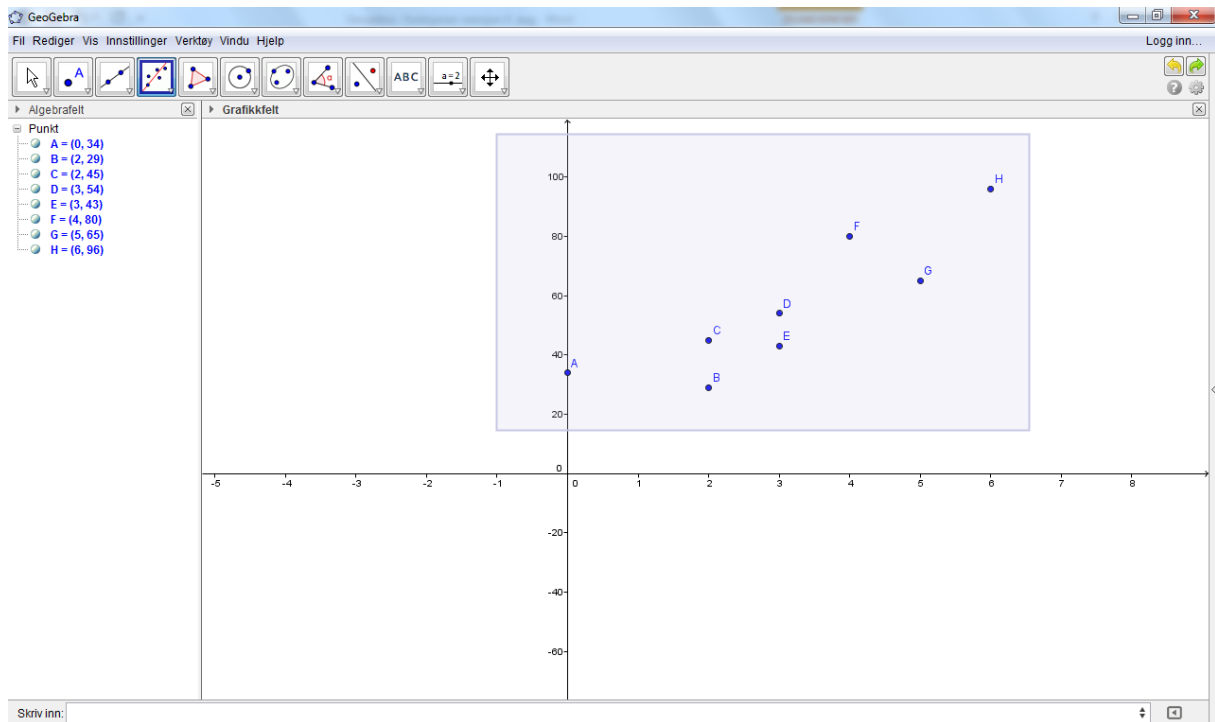 GeoGebra
Fil Rediger Vis Innstillinger Verktøy Vindu Hjelp
Logg inn...
A
α
ABC
a=2
Algebrafelt
Grafikkfelt
Punkt
A = (0, 34)
B = (2, 29)
C = (2, 45)
D = (3, 54)
E = (3, 43)
F = (4, 80)
G = (5, 65)
H = (6, 96)
100
80
60
40
20
0
-20
-40
-60
-5 -4 -3 -2 -1 0 1 2 3 4 5 6 7 8
A
B
C
D
E
F
G
H
Skriv inn: